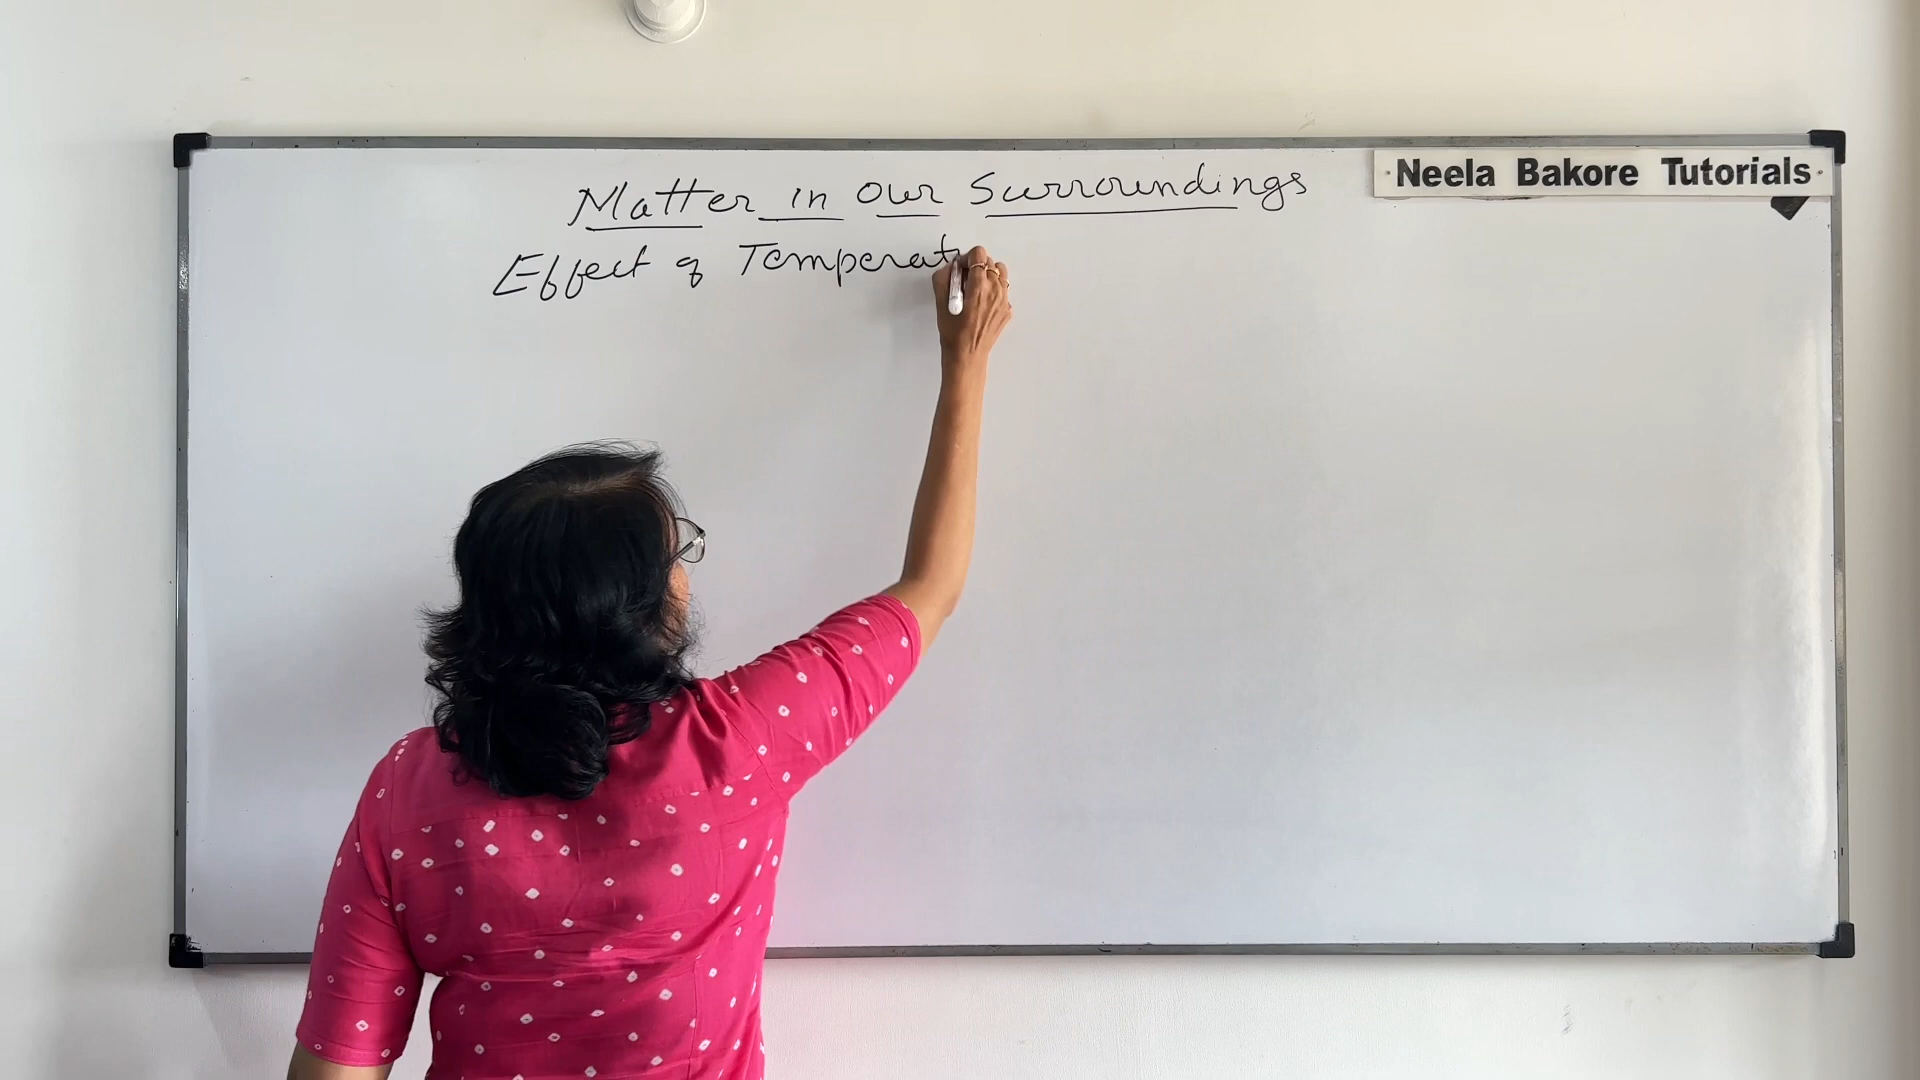 Neela Bakore Tutorials
Matter in our Surroundings
Effect of Temperat